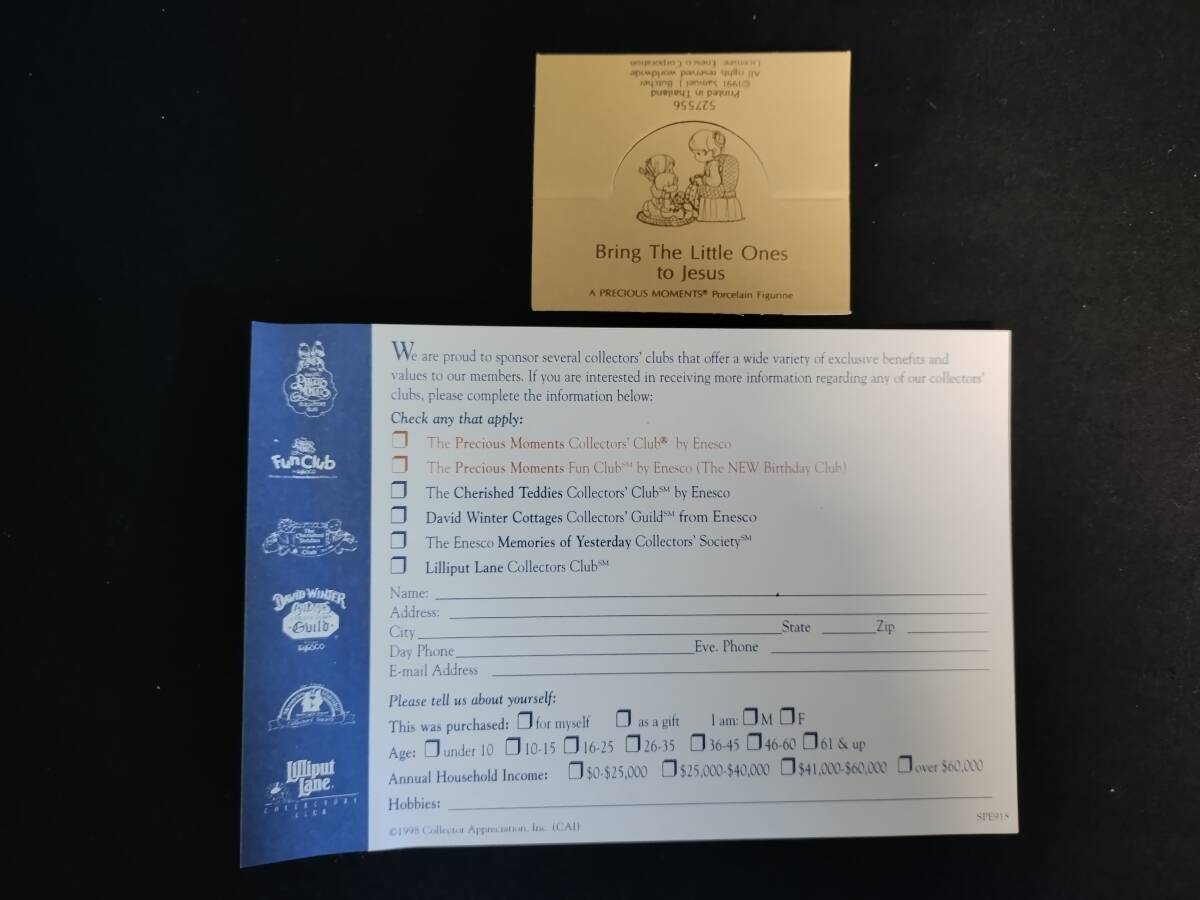 Licensee: Enesco Corporation
All rights reserved worldwide
©1991 Samuel J. Butcher
Printed in Thailand
527556
Bring The Little Ones
to Jesus
A PRECIOUS MOMENTS® Porcelain Figurine
We are proud to sponsor several collectors' clubs that offer a wide variety of exclusive benefits and
values to our members. If you are interested in receiving more information regarding any of our collectors'
clubs, please complete the information below:
Check any that apply:
The Precious Moments Collectors' Club® by Enesco
The Precious Moments Fun Club℠ by Enesco (The NEW Birthday Club)
The Cherished Teddies Collectors' Club℠ by Enesco
David Winter Cottages Collectors' Guild℠ from Enesco
The Enesco Memories of Yesterday Collectors' Society℠
Lilliput Lane Collectors Club℠
Name:
Address:
City State Zip
Day Phone Eve. Phone
E-mail Address
Please tell us about yourself:
This was purchased: for myself as a gift I am: M F
Age: under 10 10-15 16-25 26-35 36-45 46-60 61 & up
Annual Household Income: $0-$25,000 $25,000-$40,000 $41,000-$60,000 over $60,000
Hobbies:
©1998 Collector Appreciation, Inc. (CAI)
SPE918
Fun Club
The
Cherished
Teddies
Club
DAVID WINTER
Guild
ENESCO
Lilliput
Lane
COLLECTORS
CLUB